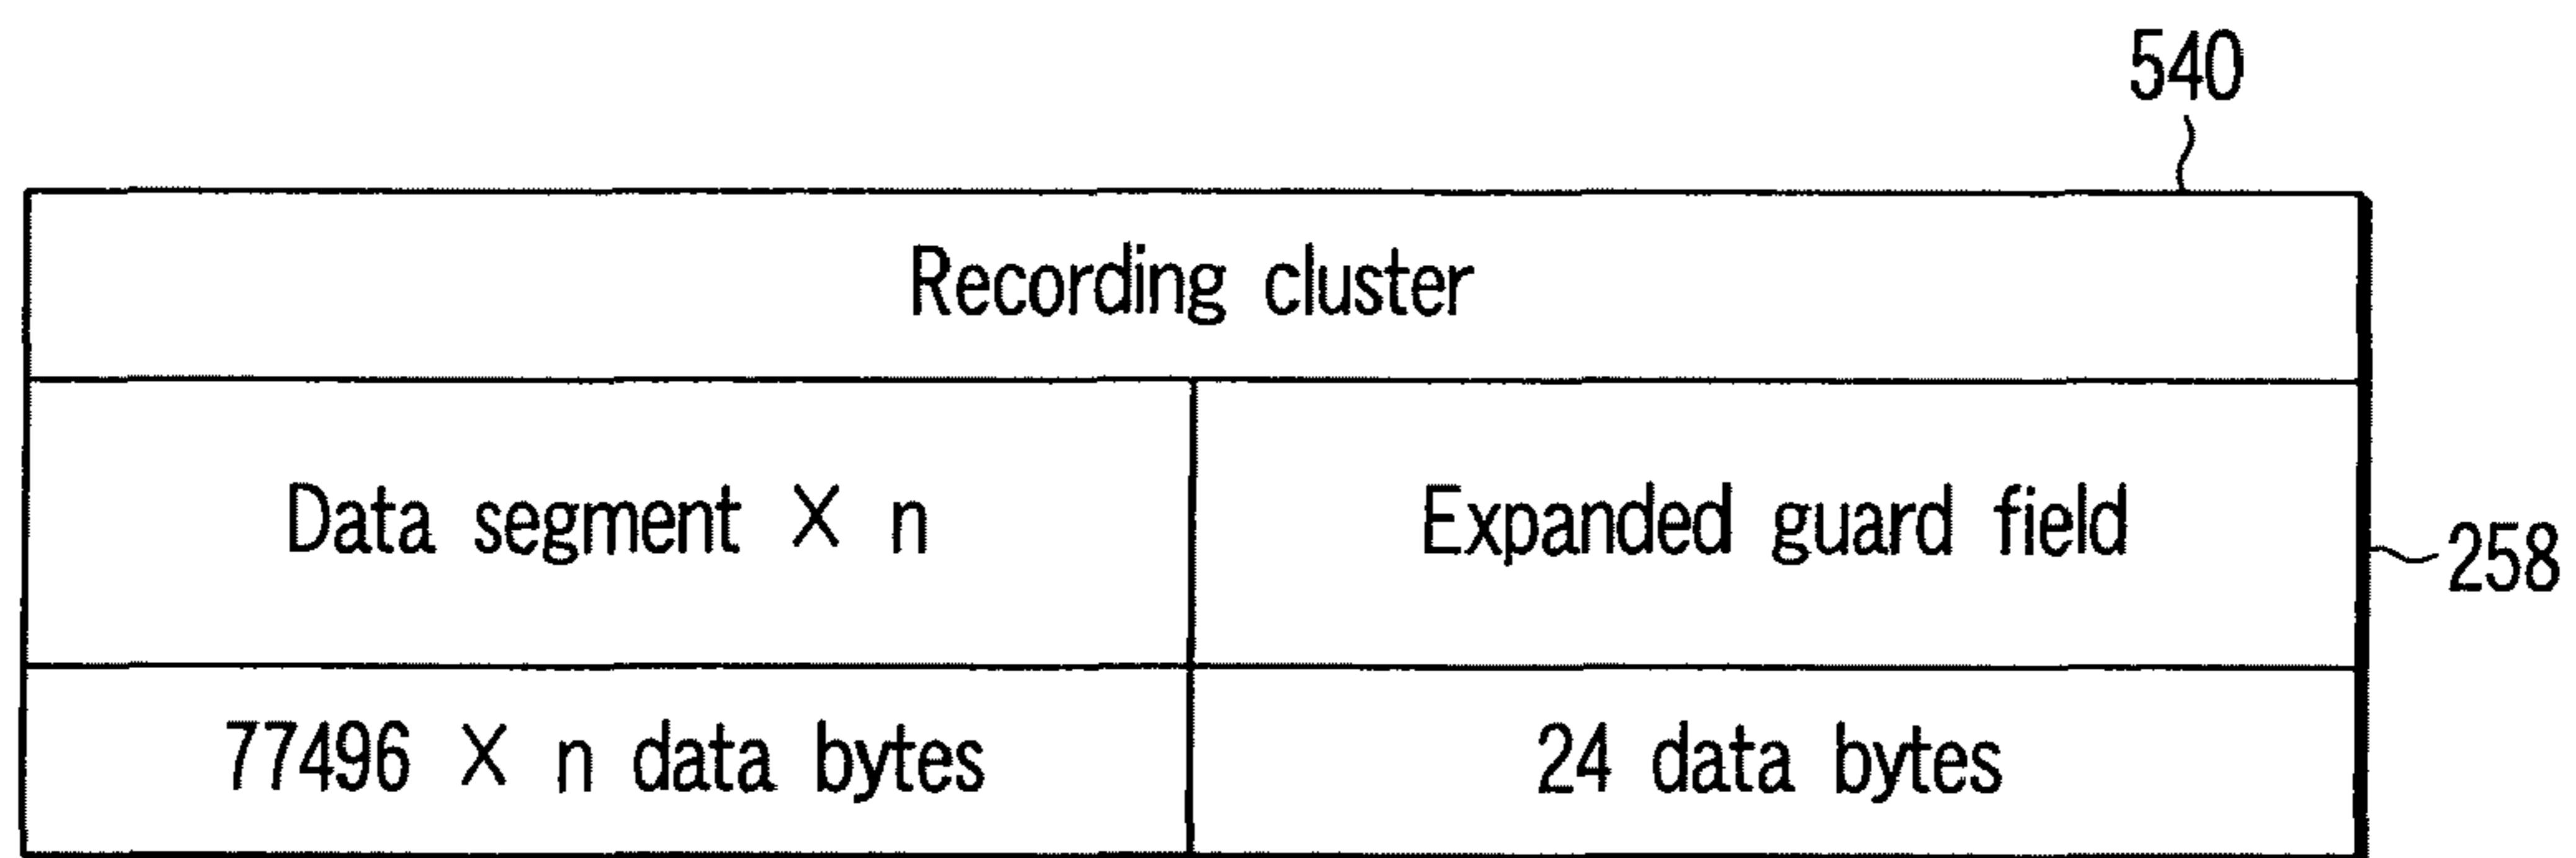 540
Recording cluster
Data segment X n
Expanded guard field
258
77496 X n data bytes
24 data bytes